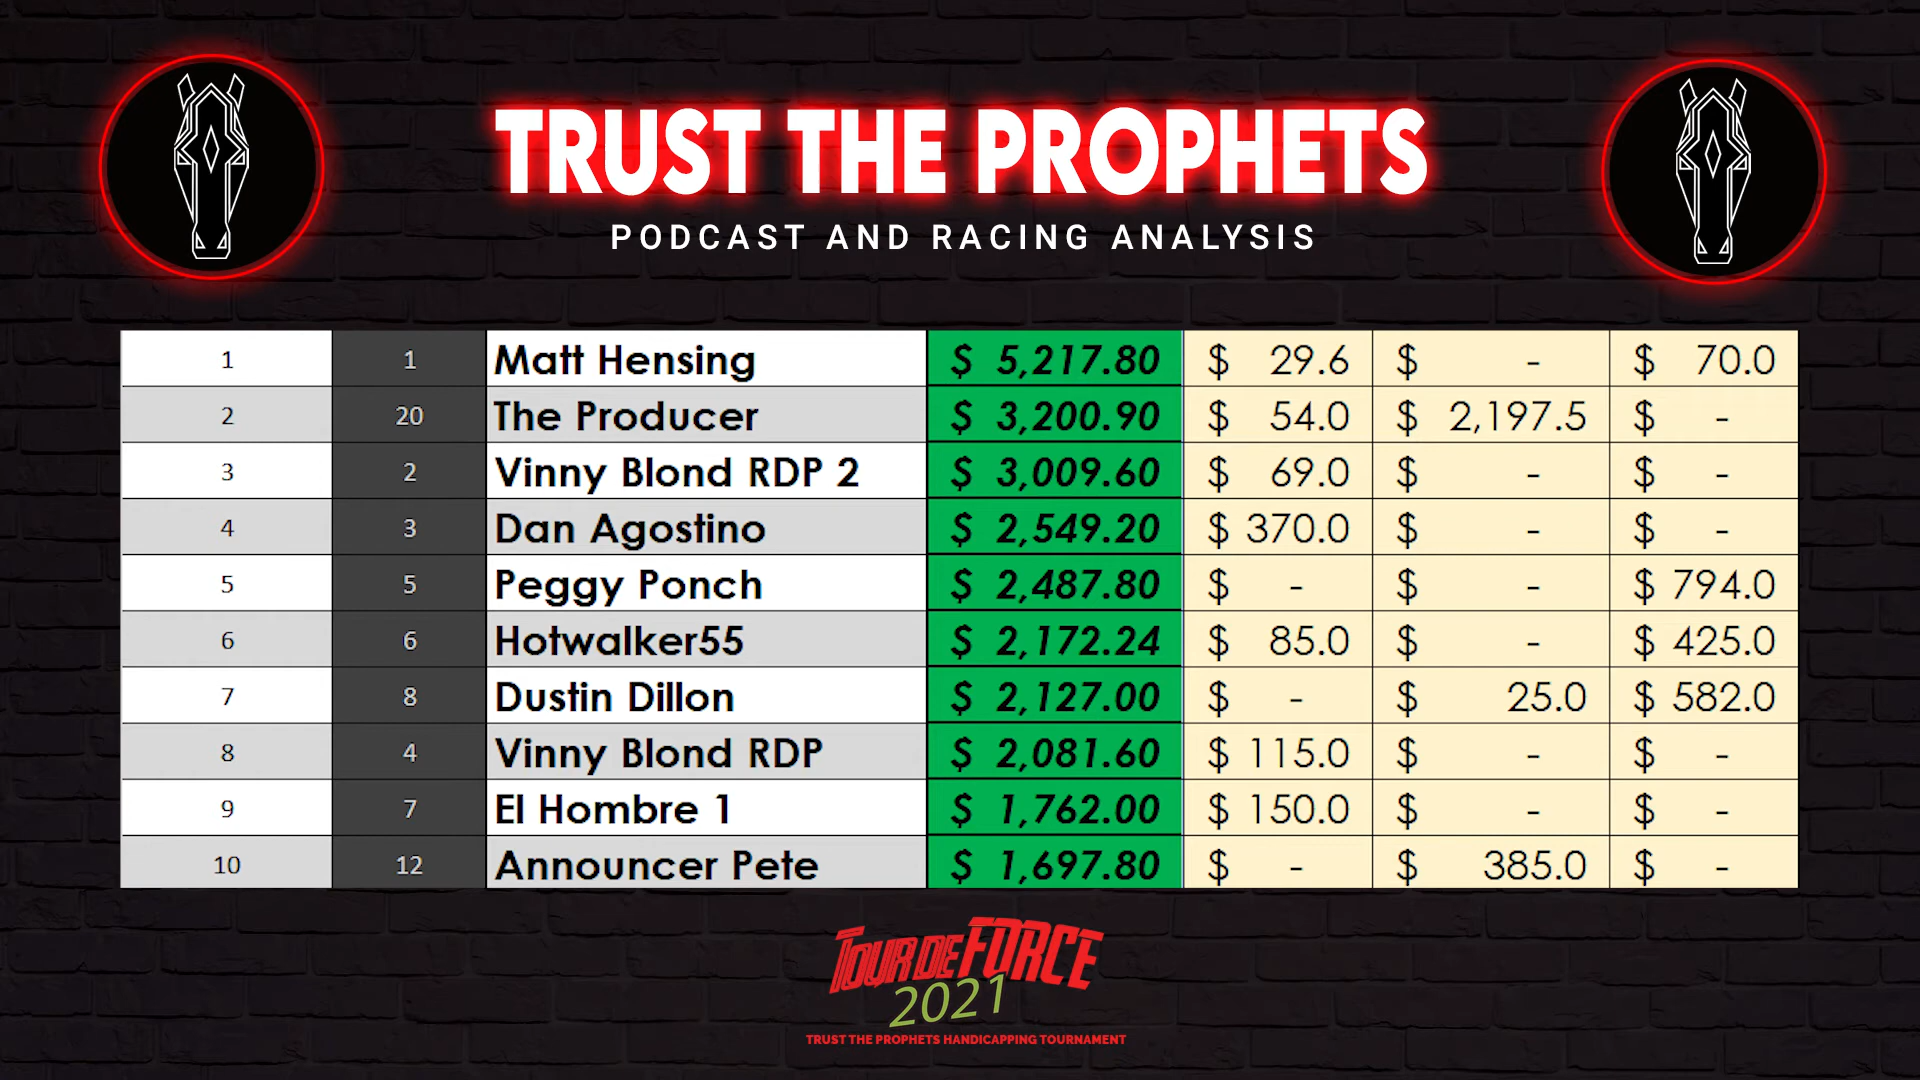 TRUST THE PROPHETS
PODCAST AND RACING ANALYSIS
1 1 Matt Hensing $ 5,217.80 $ 29.6 $ - $ 70.0
2 20 The Producer $ 3,200.90 $ 54.0 $ 2,197.5 $ -
3 2 Vinny Blond RDP 2 $ 3,009.60 $ 69.0 $ - $ -
4 3 Dan Agostino $ 2,549.20 $ 370.0 $ - $ -
5 5 Peggy Ponch $ 2,487.80 $ - $ - $ 794.0
6 6 Hotwalker55 $ 2,172.24 $ 85.0 $ - $ 425.0
7 8 Dustin Dillon $ 2,127.00 $ - $ 25.0 $ 582.0
8 4 Vinny Blond RDP $ 2,081.60 $ 115.0 $ - $ -
9 7 El Hombre 1 $ 1,762.00 $ 150.0 $ - $ -
10 12 Announcer Pete $ 1,697.80 $ - $ 385.0 $ -
TOUR DE FORCE
2021
TRUST THE PROPHETS HANDICAPPING TOURNAMENT